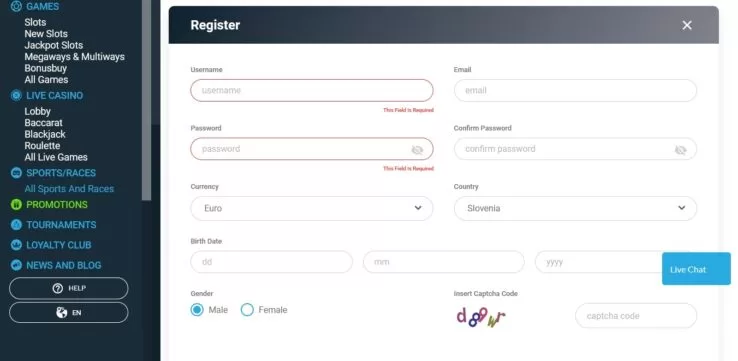 GAMES
Slots
New Slots
Jackpot Slots
Megaways & Multiways
Bonusbuy
All Games
LIVE CASINO
Lobby
Baccarat
Blackjack
Roulette
All Live Games
SPORTS/RACES
All Sports And Races
PROMOTIONS
TOURNAMENTS
LOYALTY CLUB
NEWS AND BLOG
HELP
EN
Register
Username
Email
username
email
This Field is Required
Password
Confirm Password
password
confirm password
This Field is Required
Currency
Country
Euro
Slovenia
Birth Date
dd
mm
yyyy
Live Chat
Gender
Insert Captcha Code
Male
Female
captcha code